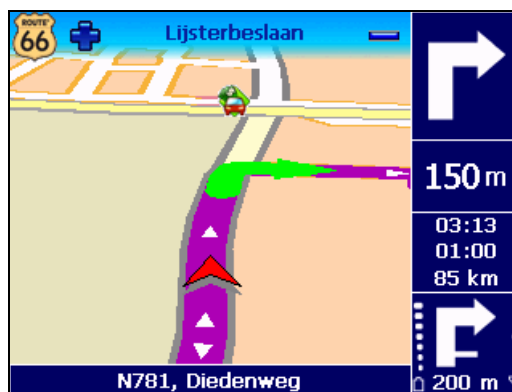 ROUTE
66
Lijsterbeslaan
150 m
03:13
01:00
85 km
200 m
N781, Diedenweg